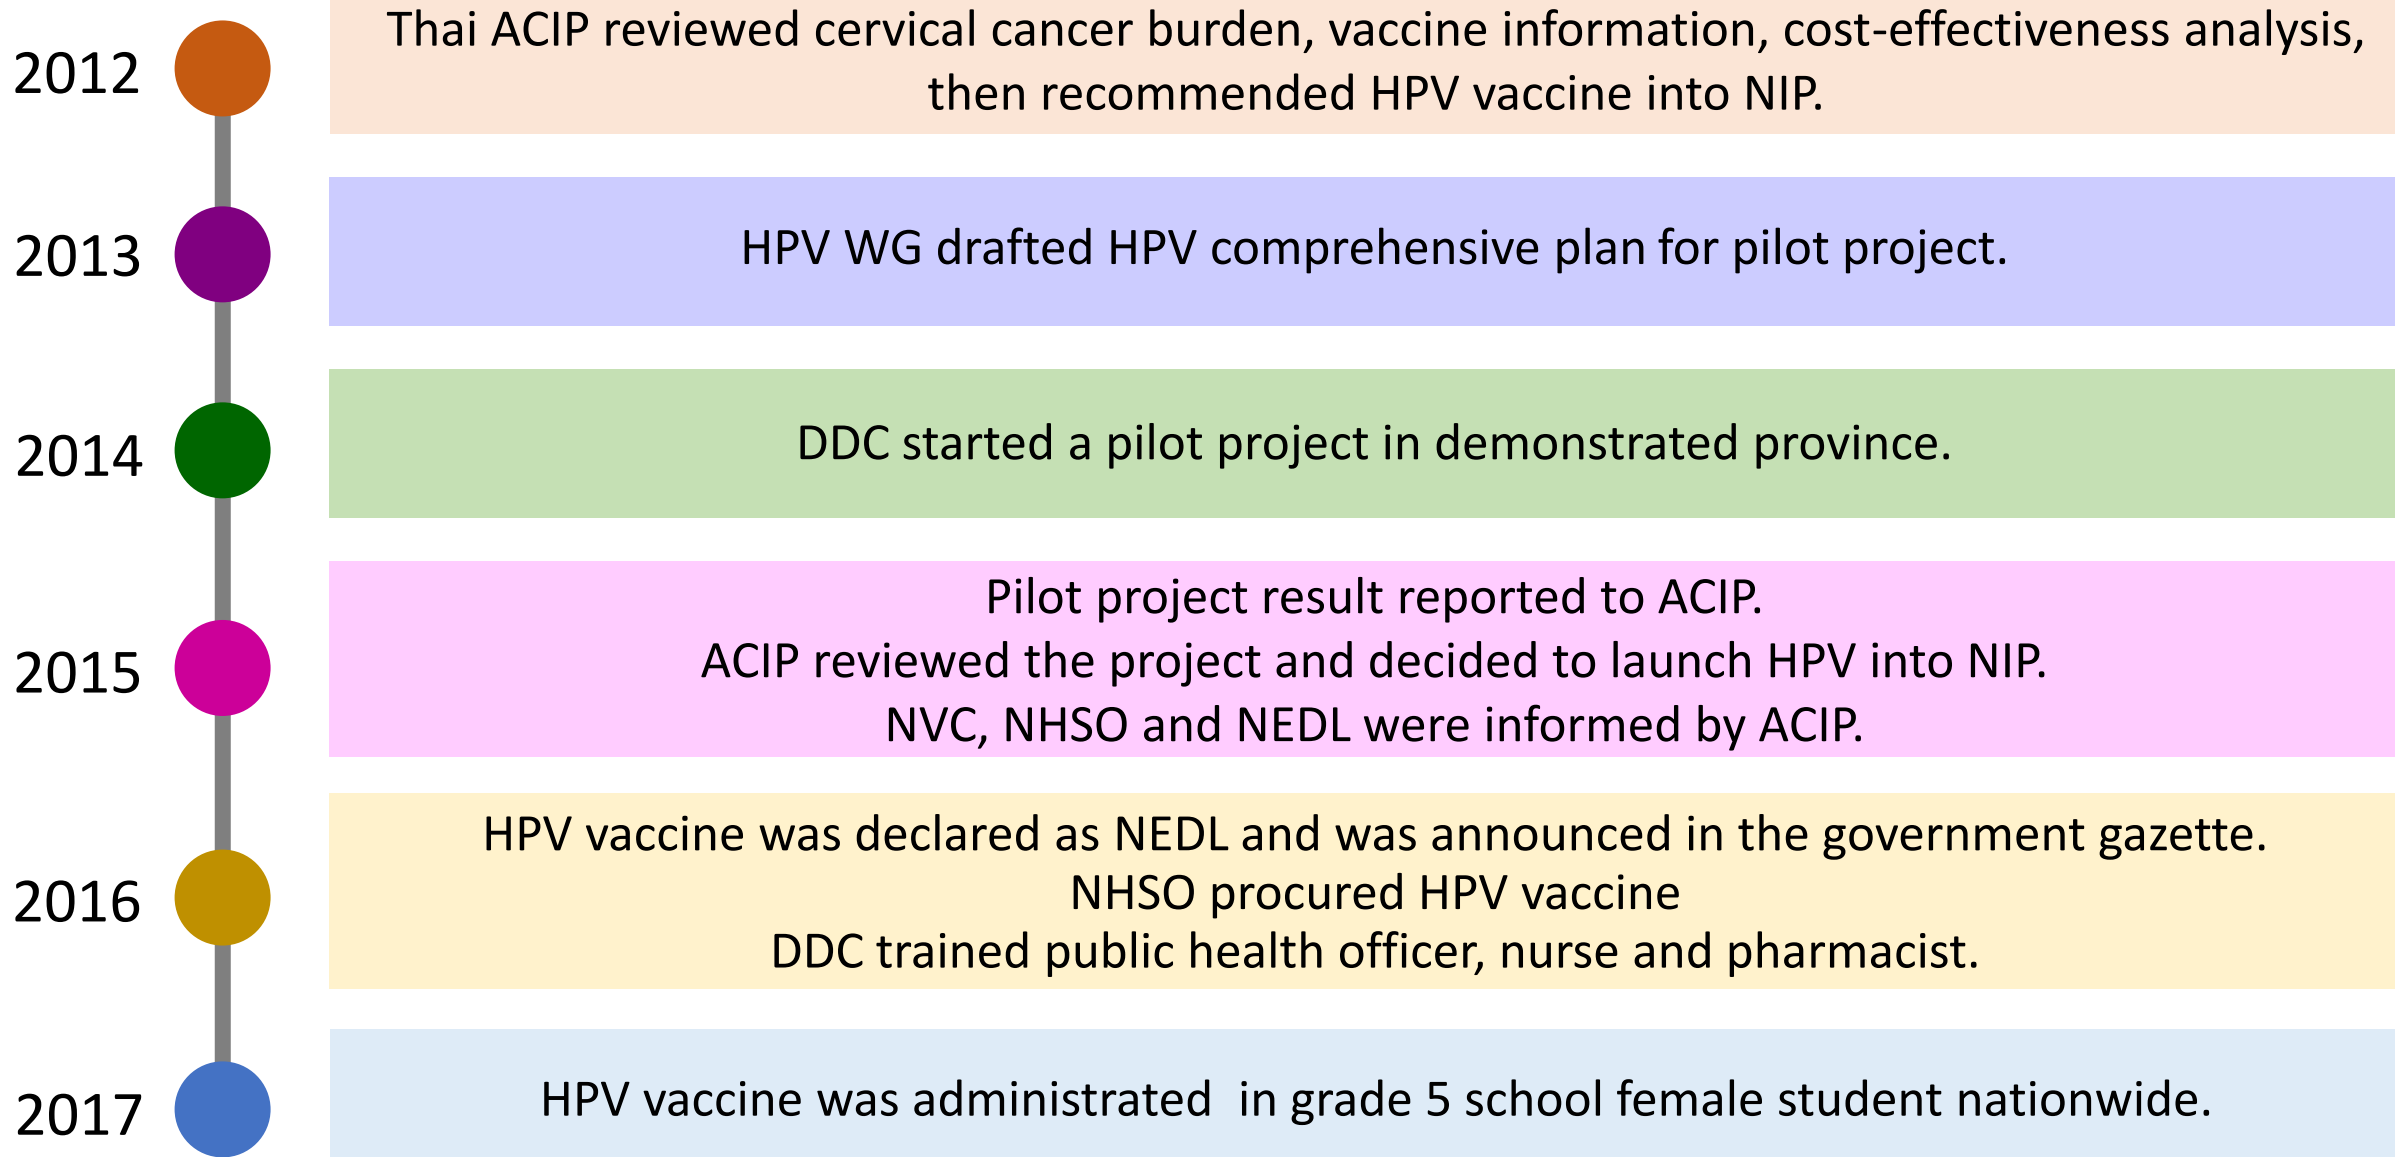 2012
Thai ACIP reviewed cervical cancer burden, vaccine information, cost-effectiveness analysis,
then recommended HPV vaccine into NIP.
2013
HPV WG drafted HPV comprehensive plan for pilot project.
2014
DDC started a pilot project in demonstrated province.
2015
Pilot project result reported to ACIP.
ACIP reviewed the project and decided to launch HPV into NIP.
NVC, NHSO and NEDL were informed by ACIP.
2016
HPV vaccine was declared as NEDL and was announced in the government gazette.
NHSO procured HPV vaccine
DDC trained public health officer, nurse and pharmacist.
2017
HPV vaccine was administrated  in grade 5 school female student nationwide.